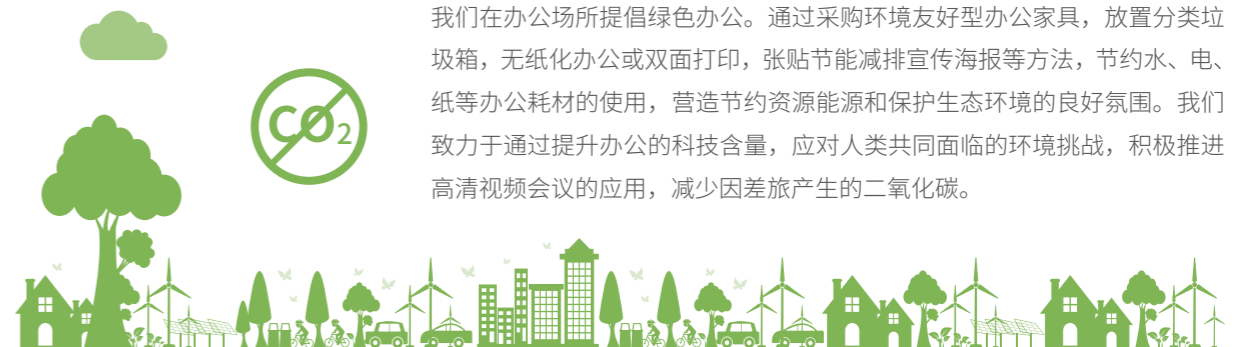 我们在办公场所提倡绿色办公。通过采购环境友好型办公家具，放置分类垃
圾箱，无纸化办公或双面打印，张贴节能减排宣传海报等方法，节约水、电、
纸等办公耗材的使用，营造节约资源能源和保护生态环境的良好氛围。我们
致力于通过提升办公的科技含量，应对人类共同面临的环境挑战，积极推进
高清视频会议的应用，减少因差旅产生的二氧化碳。
CO2